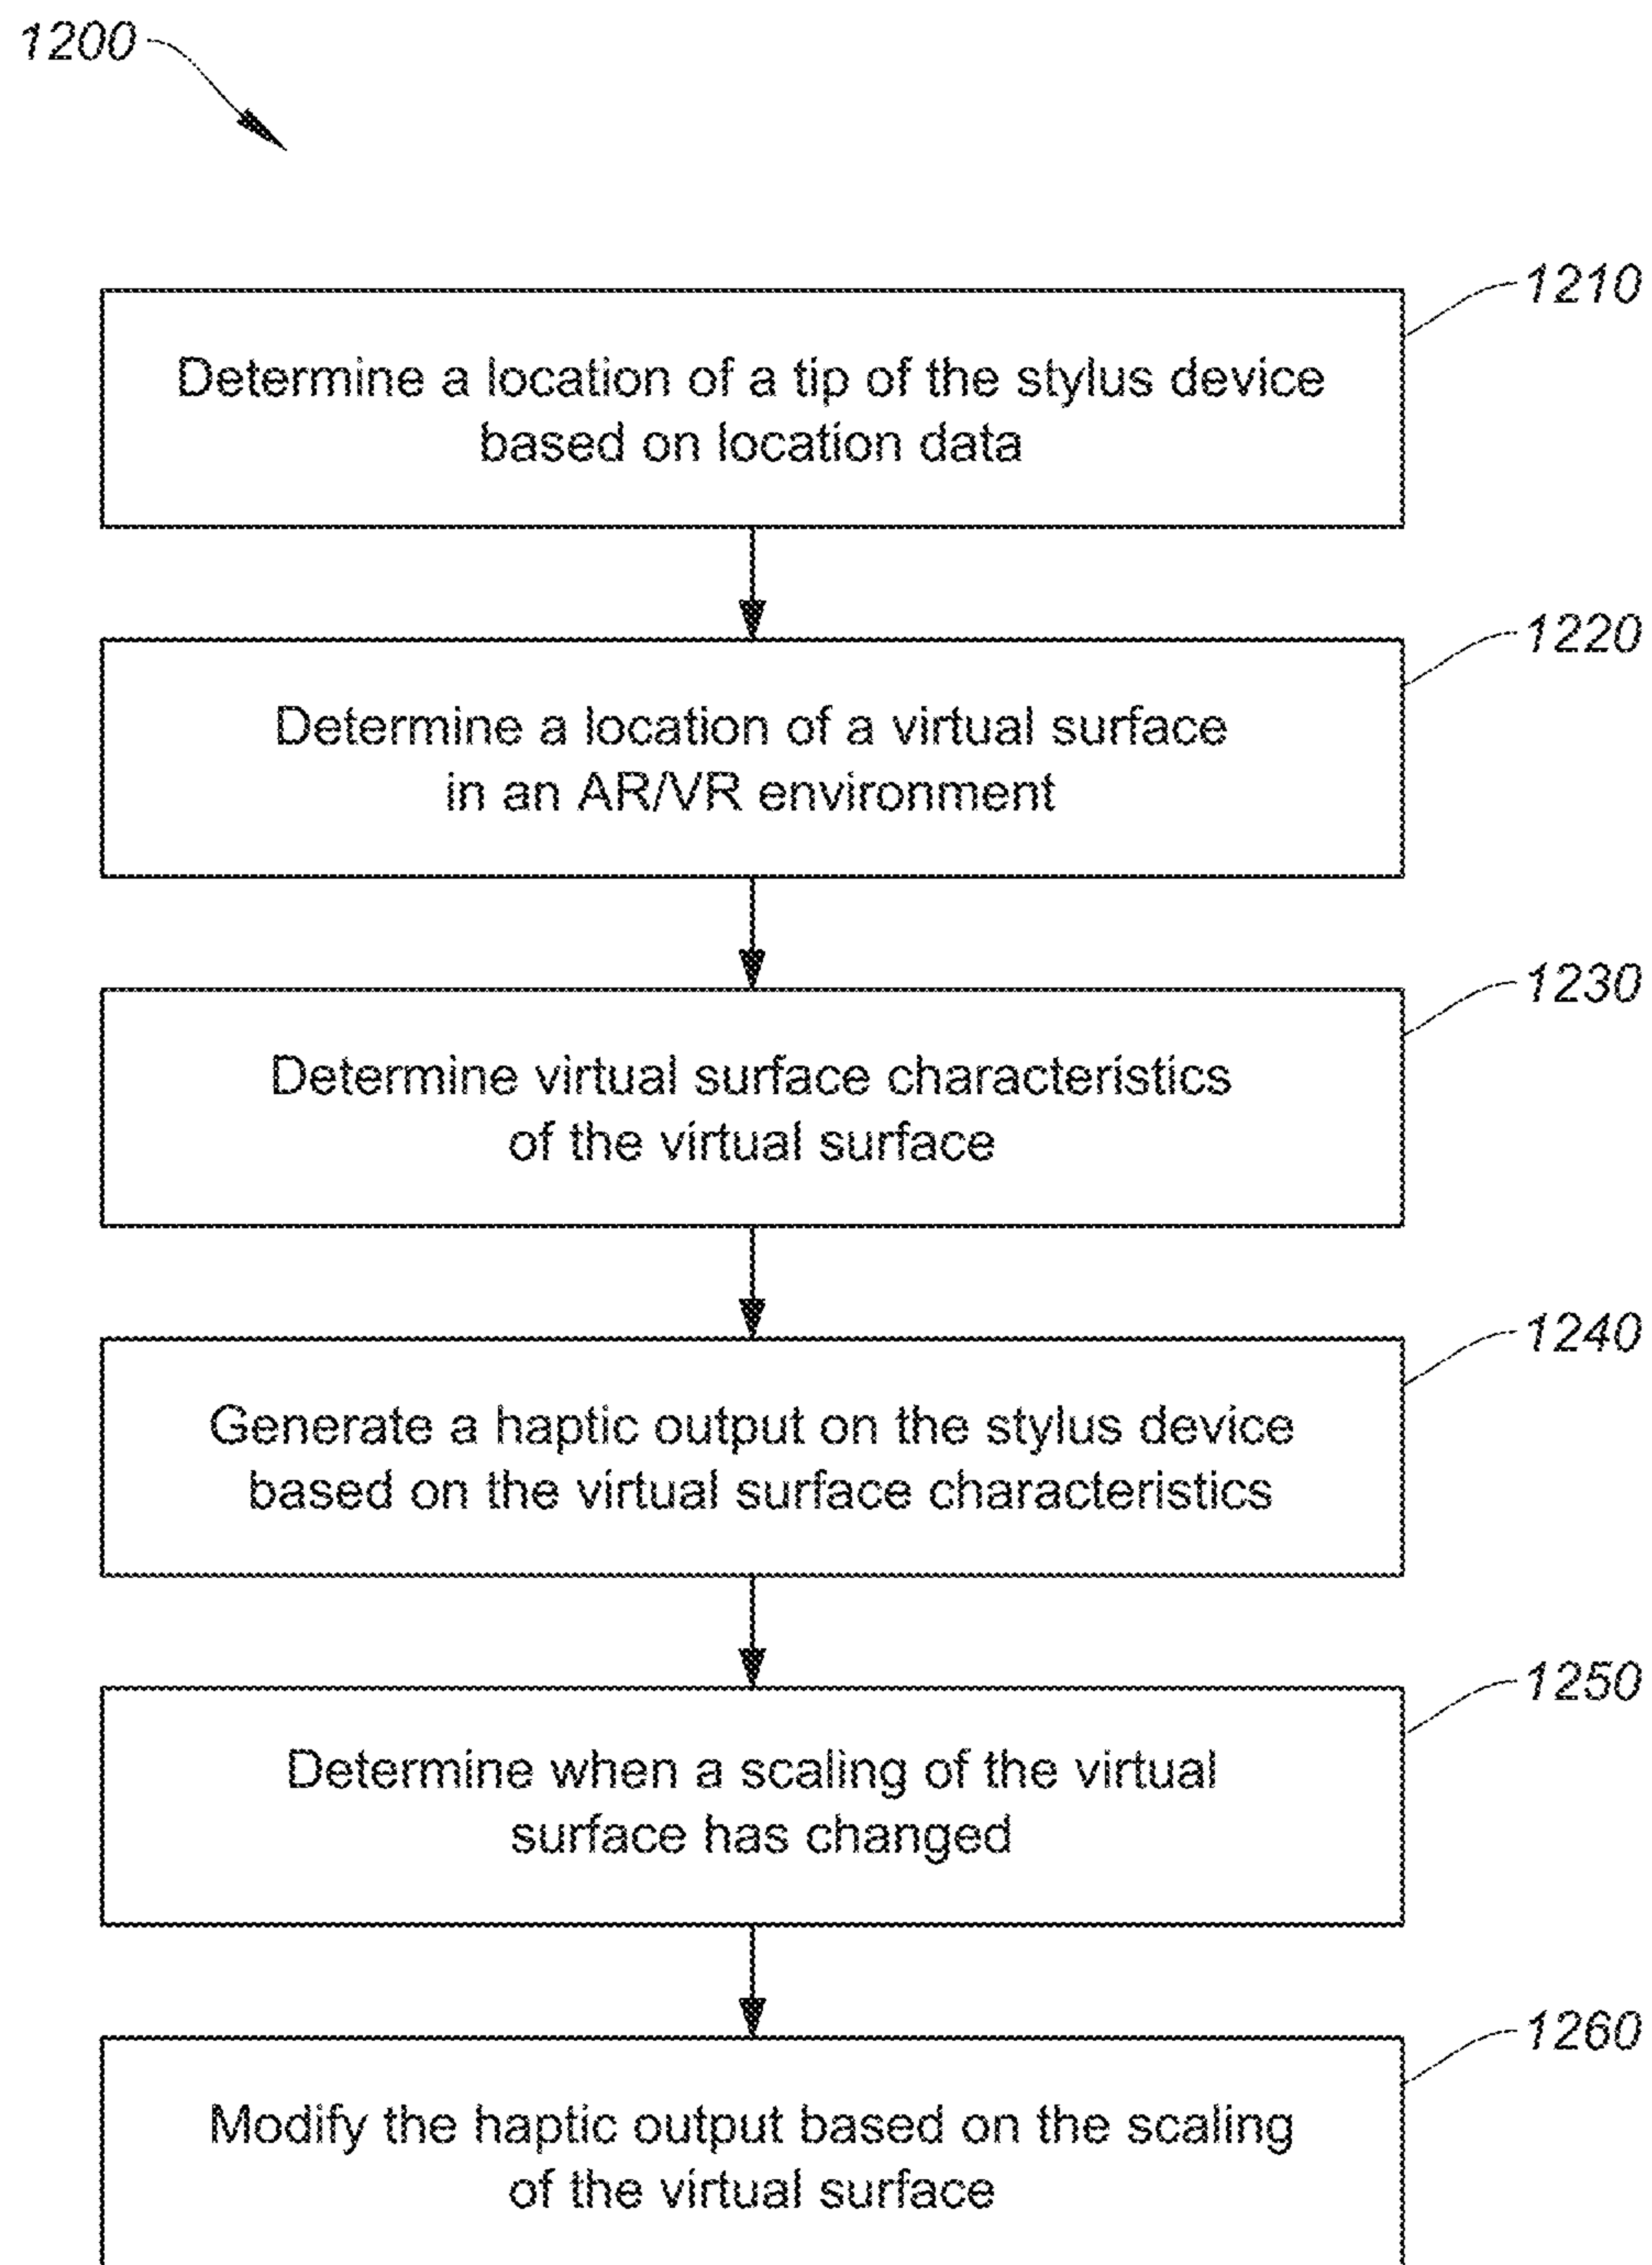 1200
1210
Determine a location of a tip of the stylus device
based on location data
1220
Determine a location of a virtual surface
in an AR/VR environment
1230
Determine virtual surface characteristics
of the virtual surface
1240
Generate a haptic output on the stylus device
based on the virtual surface characteristics
1250
Determine when a scaling of the virtual
surface has changed
1260
Modify the haptic output based on the scaling
of the virtual surface